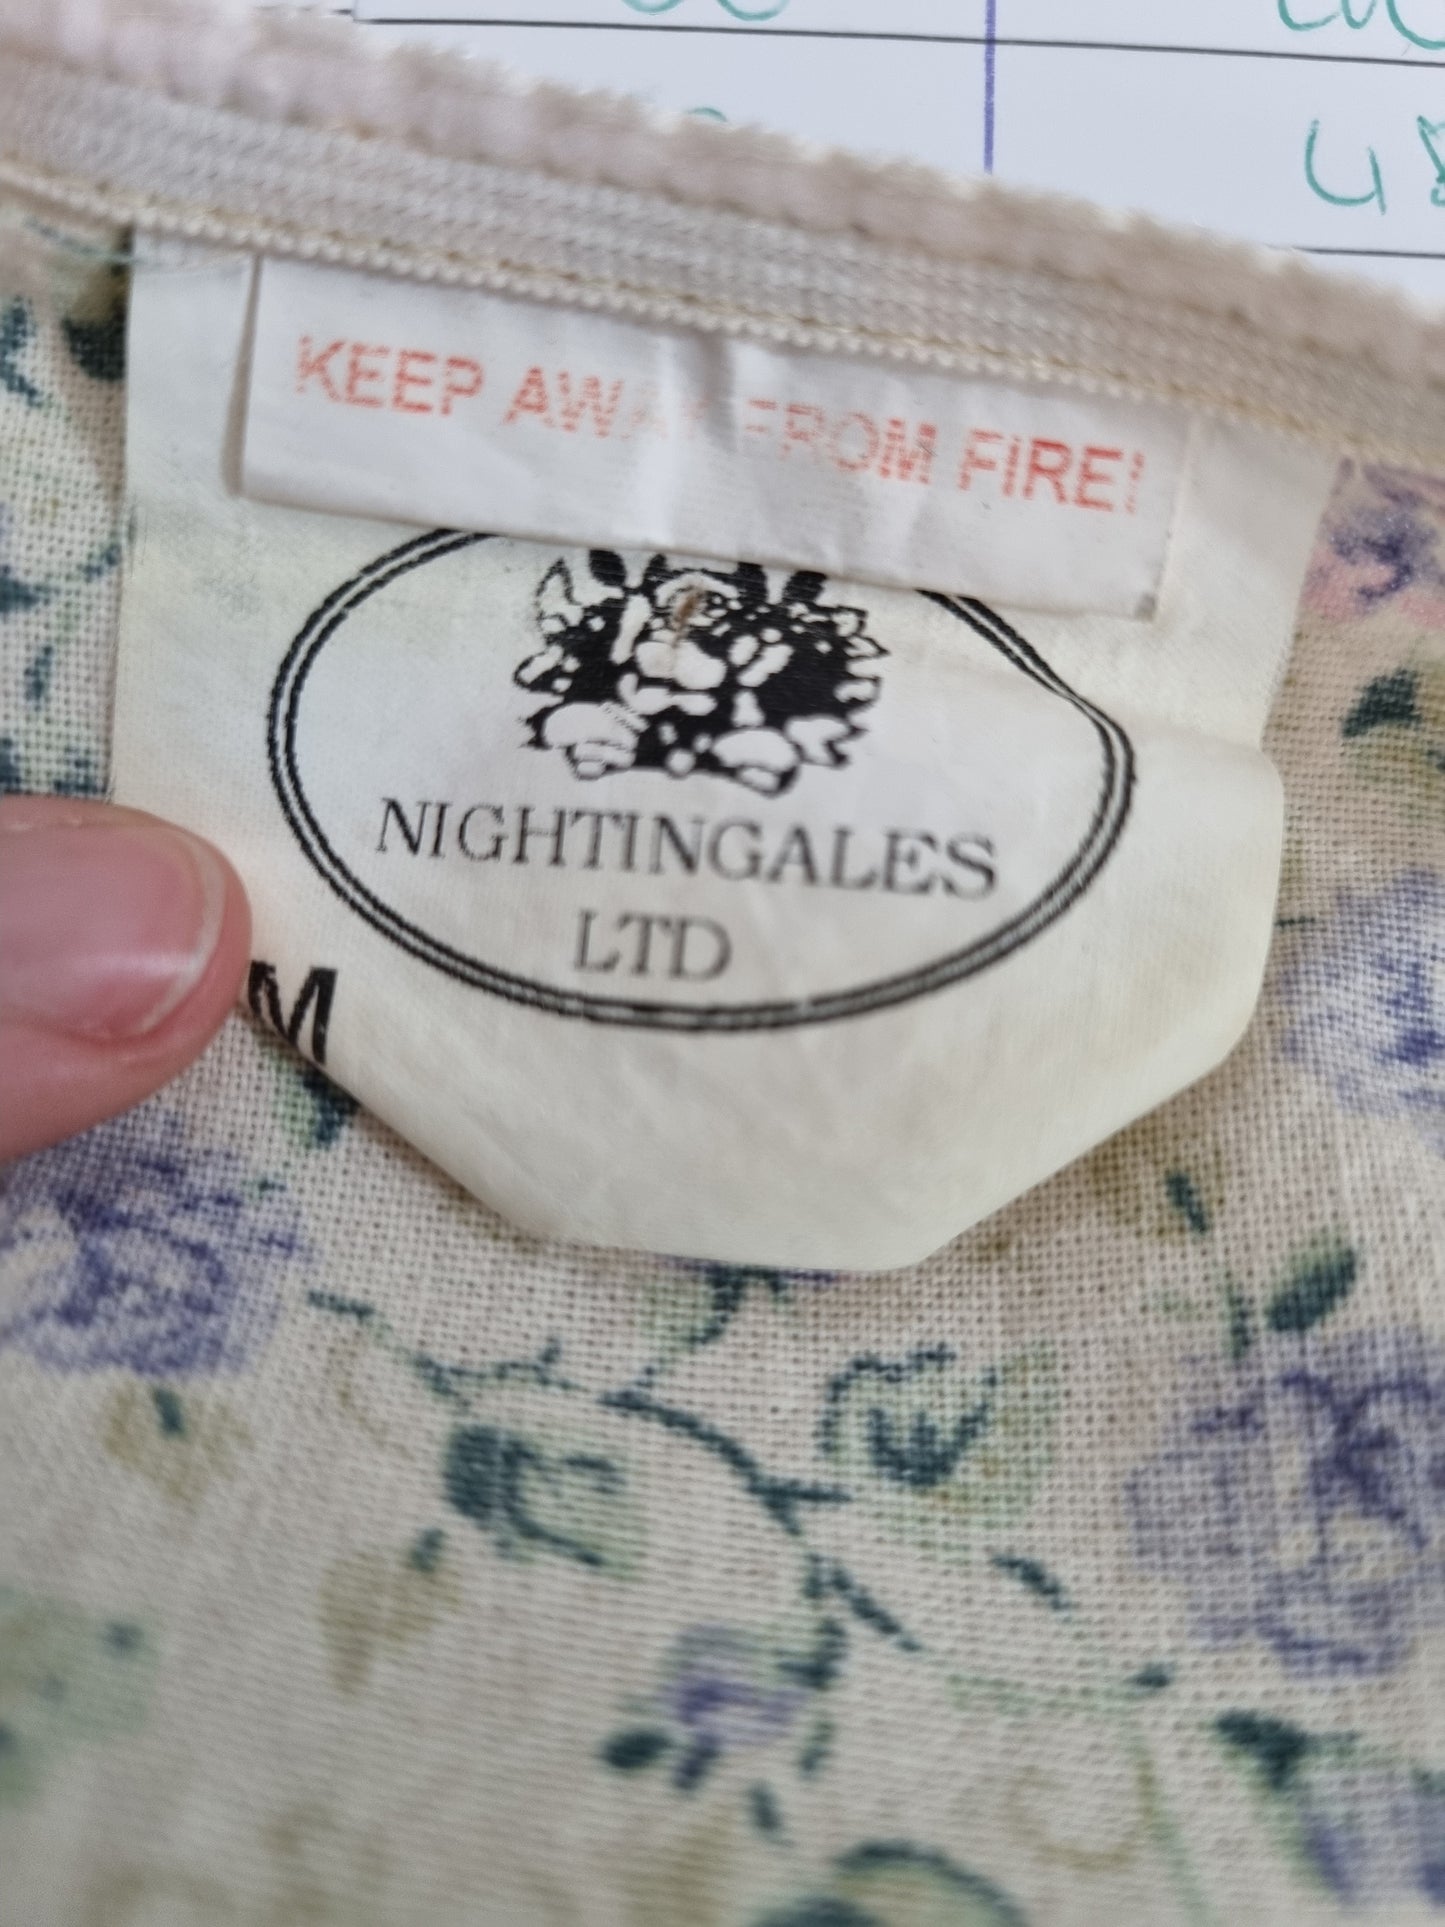 KEEP AWAY FROM FIRE!
NIGHTINGALES
LTD
M